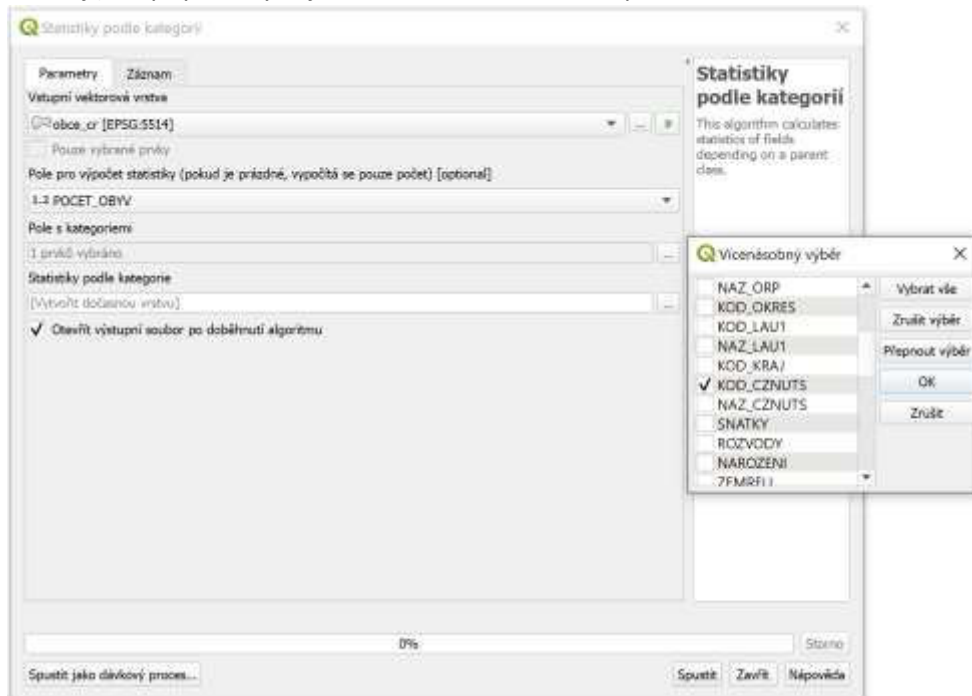 Statistiky podle kategorií
Parametry
Záznam
Vstupní vektorová vrstva
obce_cr [EPSG:5514]
...
Pouze vybrané prvky
Pole pro výpočet statistiky (pokud je prázdné, vypočítá se pouze počet) [optional]
1.2 POCET_OBYV
Pole s kategoriemi
1 prvků vybráno
...
Statistiky podle kategorie
[Vytvořit dočasnou vrstvu]
...
Otevřít výstupní soubor po doběhnutí algoritmu
Statistiky
podle kategorií
This algorithm calculates
statistics of fields
depending on a parent
class.
Vícenásobný výběr
NAZ_ORP
KOD_OKRES
KOD_LAU1
NAZ_LAU1
KOD_KRAJ
KOD_CZNUTS
NAZ_CZNUTS
SNATKY
ROZVODY
NAROZENI
ZEMRELI
Vybrat vše
Zrušit výběr
Přepnout výběr
OK
Zrušit
0%
Storno
Spustit jako dávkový proces...
Spustit
Zavřít
Nápověda